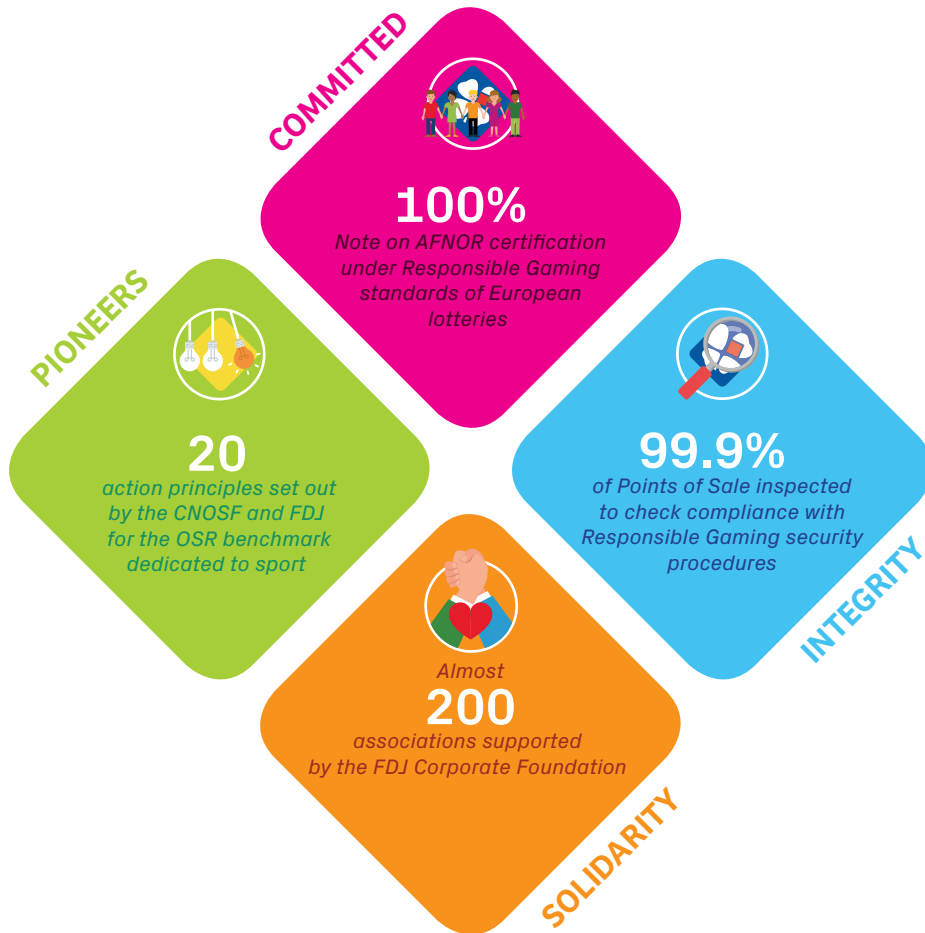 COMMITTED
100%
Note on AFNOR certification
under Responsible Gaming
standards of European
lotteries
PIONEERS
20
action principles set out
by the CNOSF and FDJ
for the OSR benchmark
dedicated to sport
99.9%
of Points of Sale inspected
to check compliance with
Responsible Gaming security
procedures
INTEGRITY
Almost
200
associations supported
by the FDJ Corporate Foundation
SOLIDARITY